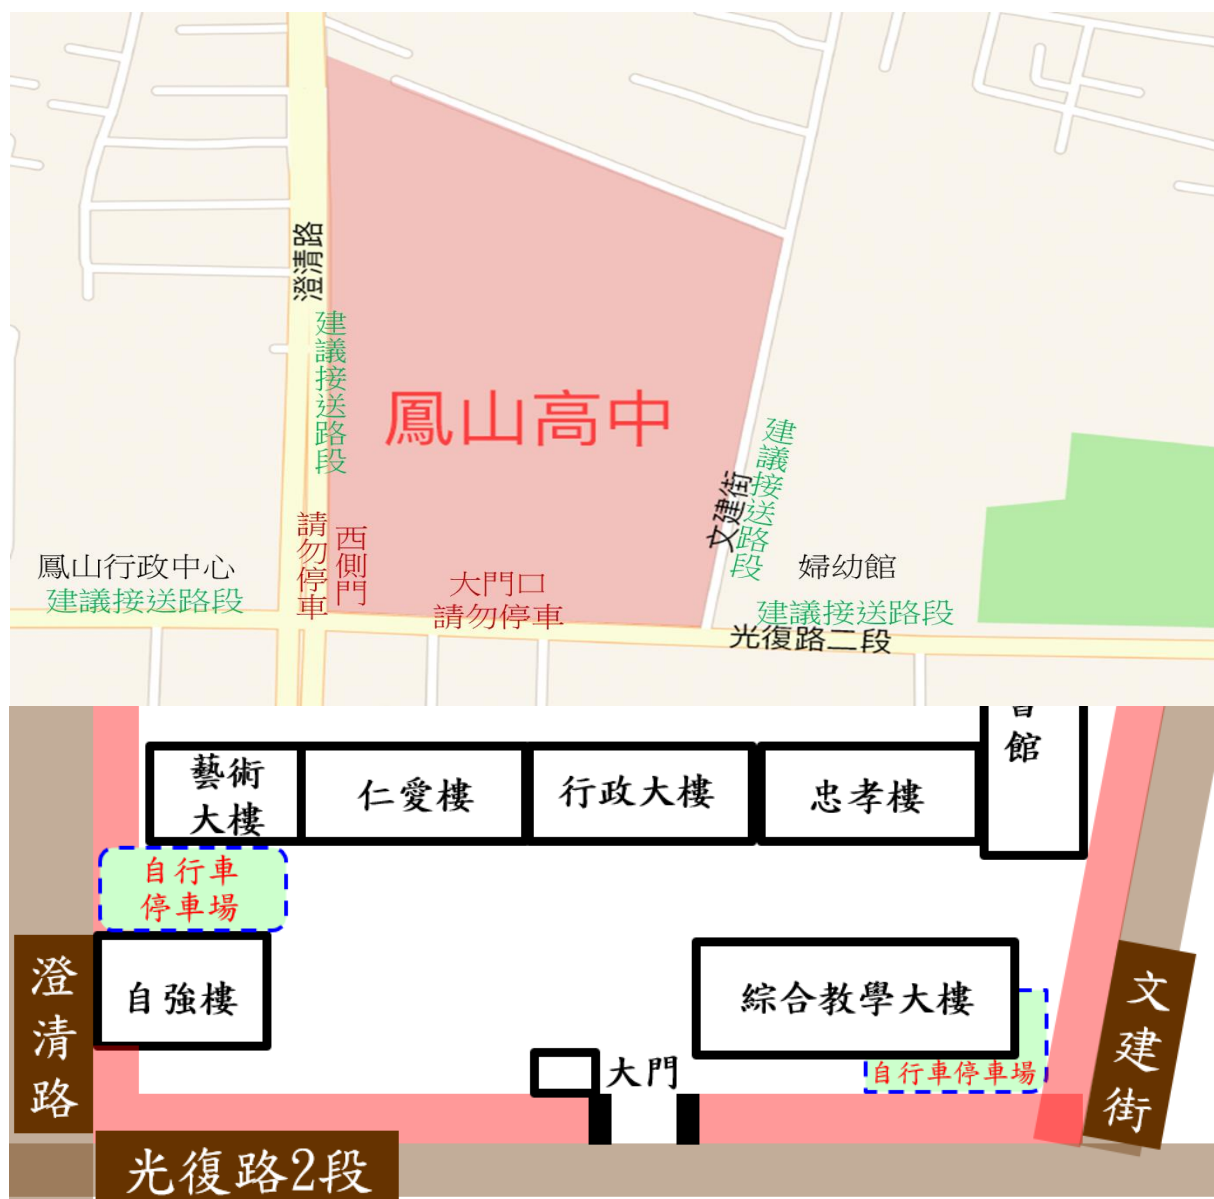 澄清路
建議接送路段
鳳山高中
建議接送路段
文建街
請勿停車
西側門
鳳山行政中心
建議接送路段
大門口
請勿停車
婦幼館
建議接送路段
光復路二段
館
藝術
大樓
仁愛樓
行政大樓
忠孝樓
自行車
停車場
澄清路
自強樓
綜合教學大樓
文建街
大門
自行車停車場
光復路2段